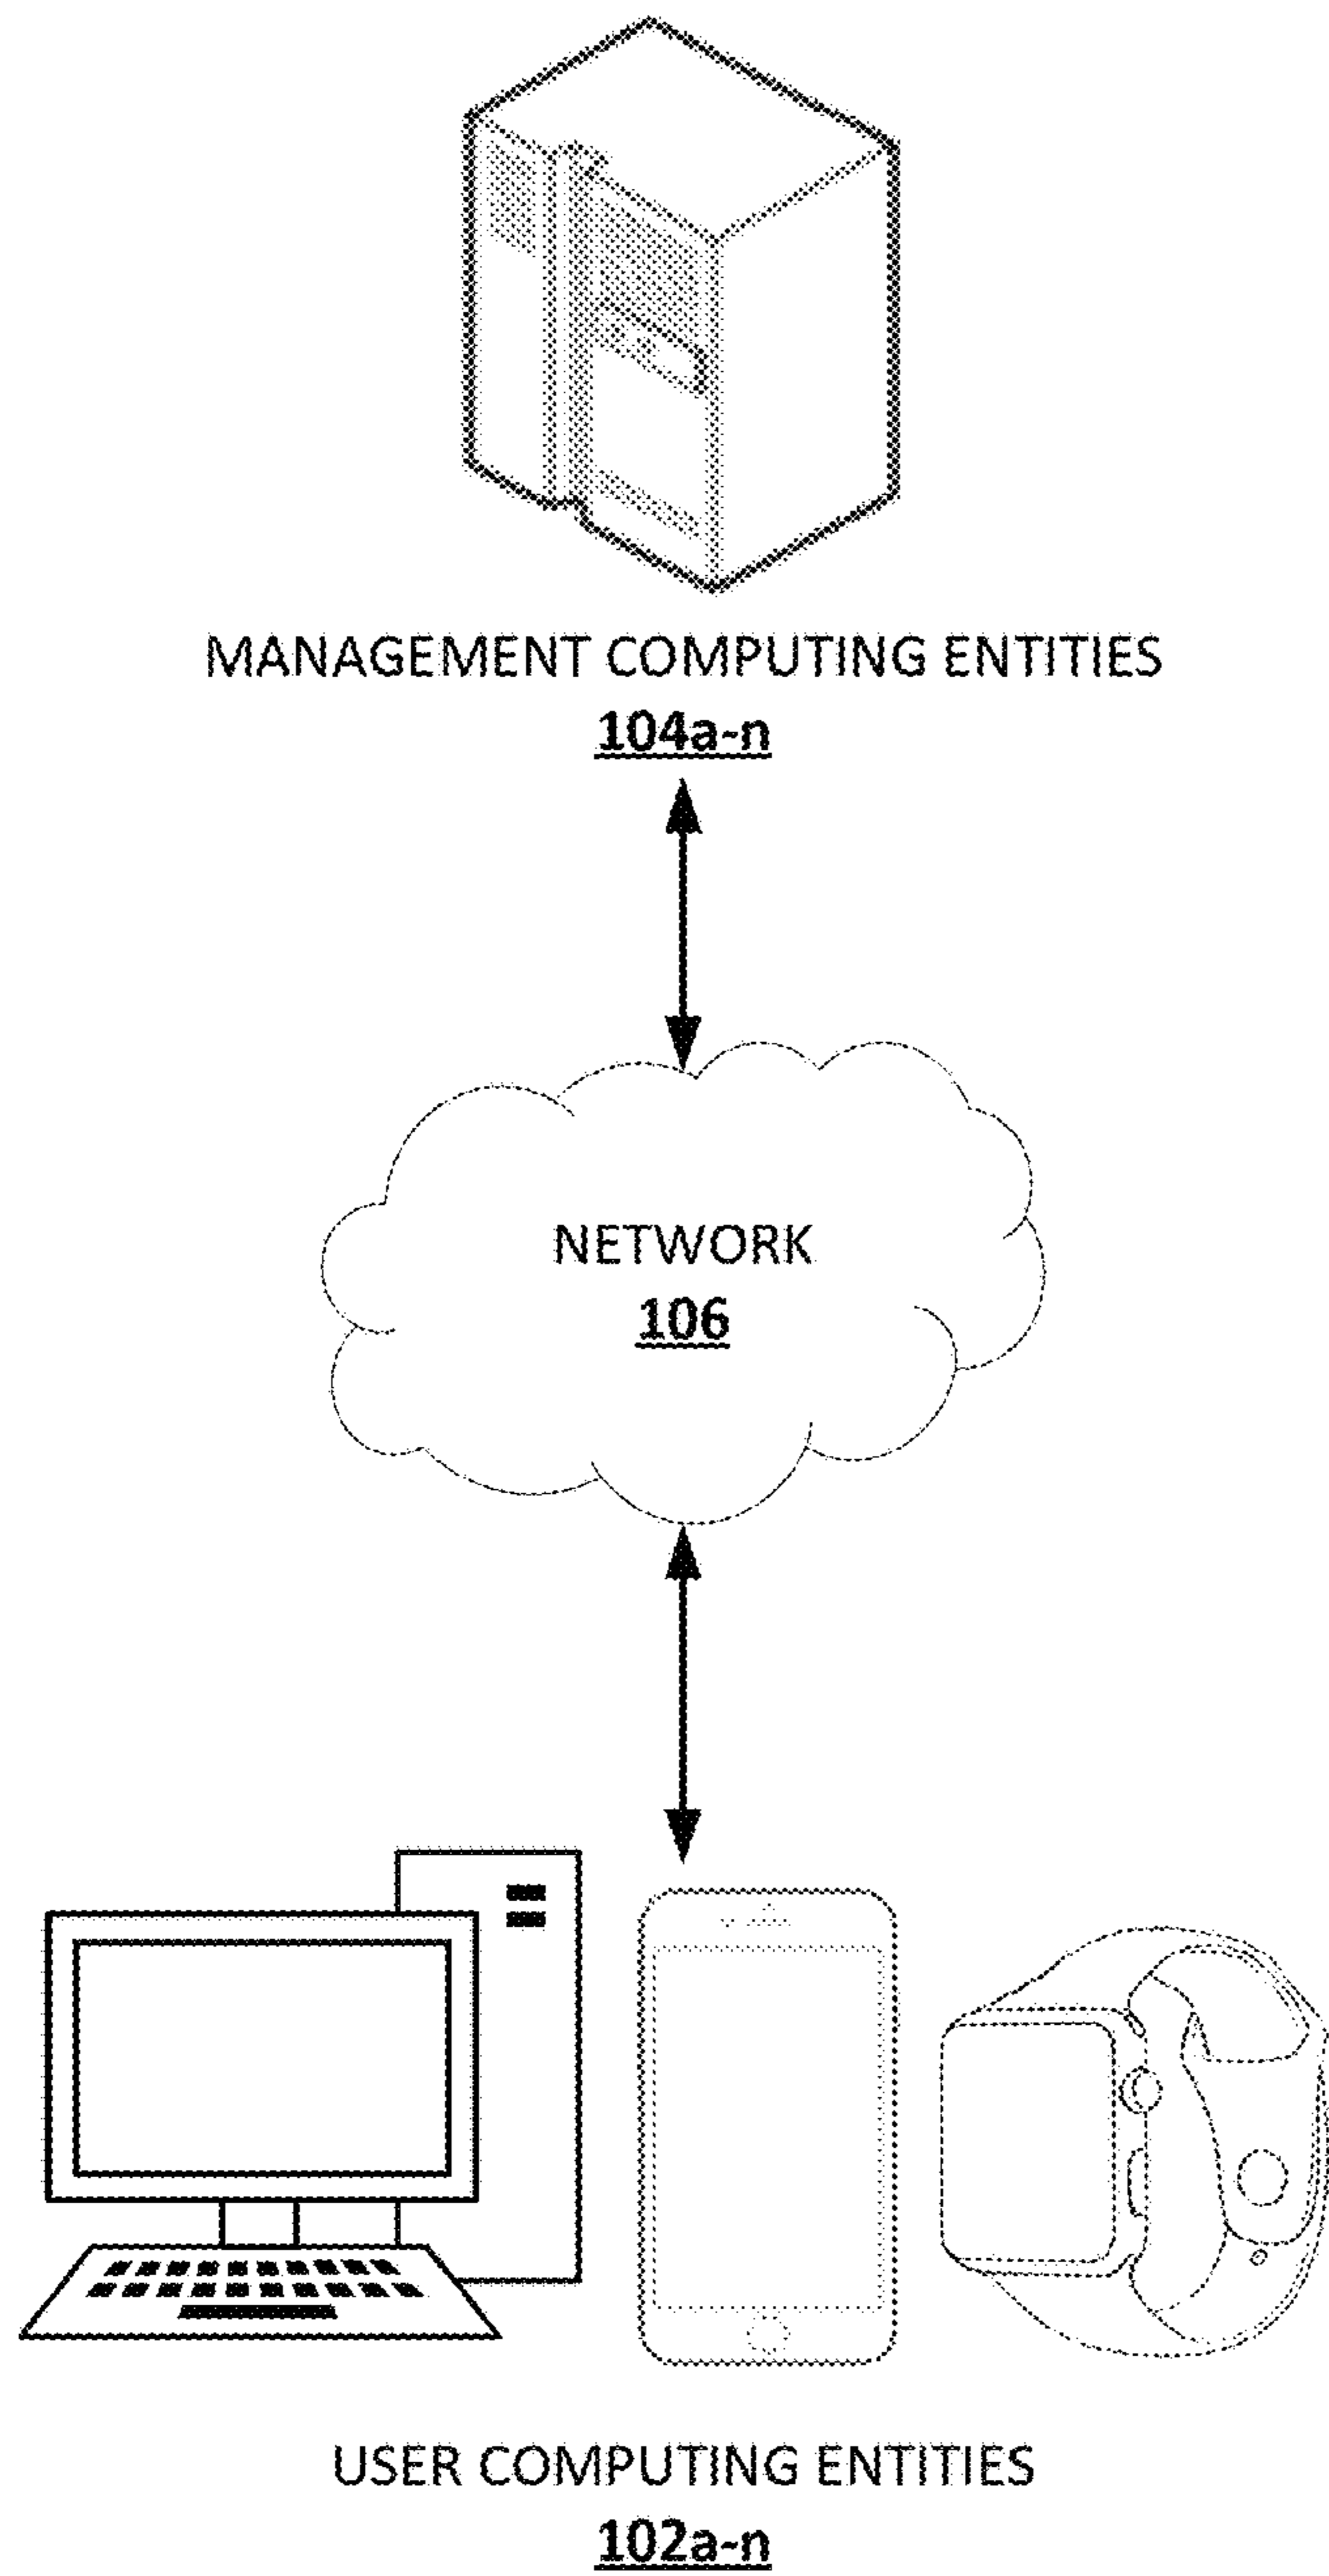 MANAGEMENT COMPUTING ENTITIES
104a-n
NETWORK
106
USER COMPUTING ENTITIES
102a-n